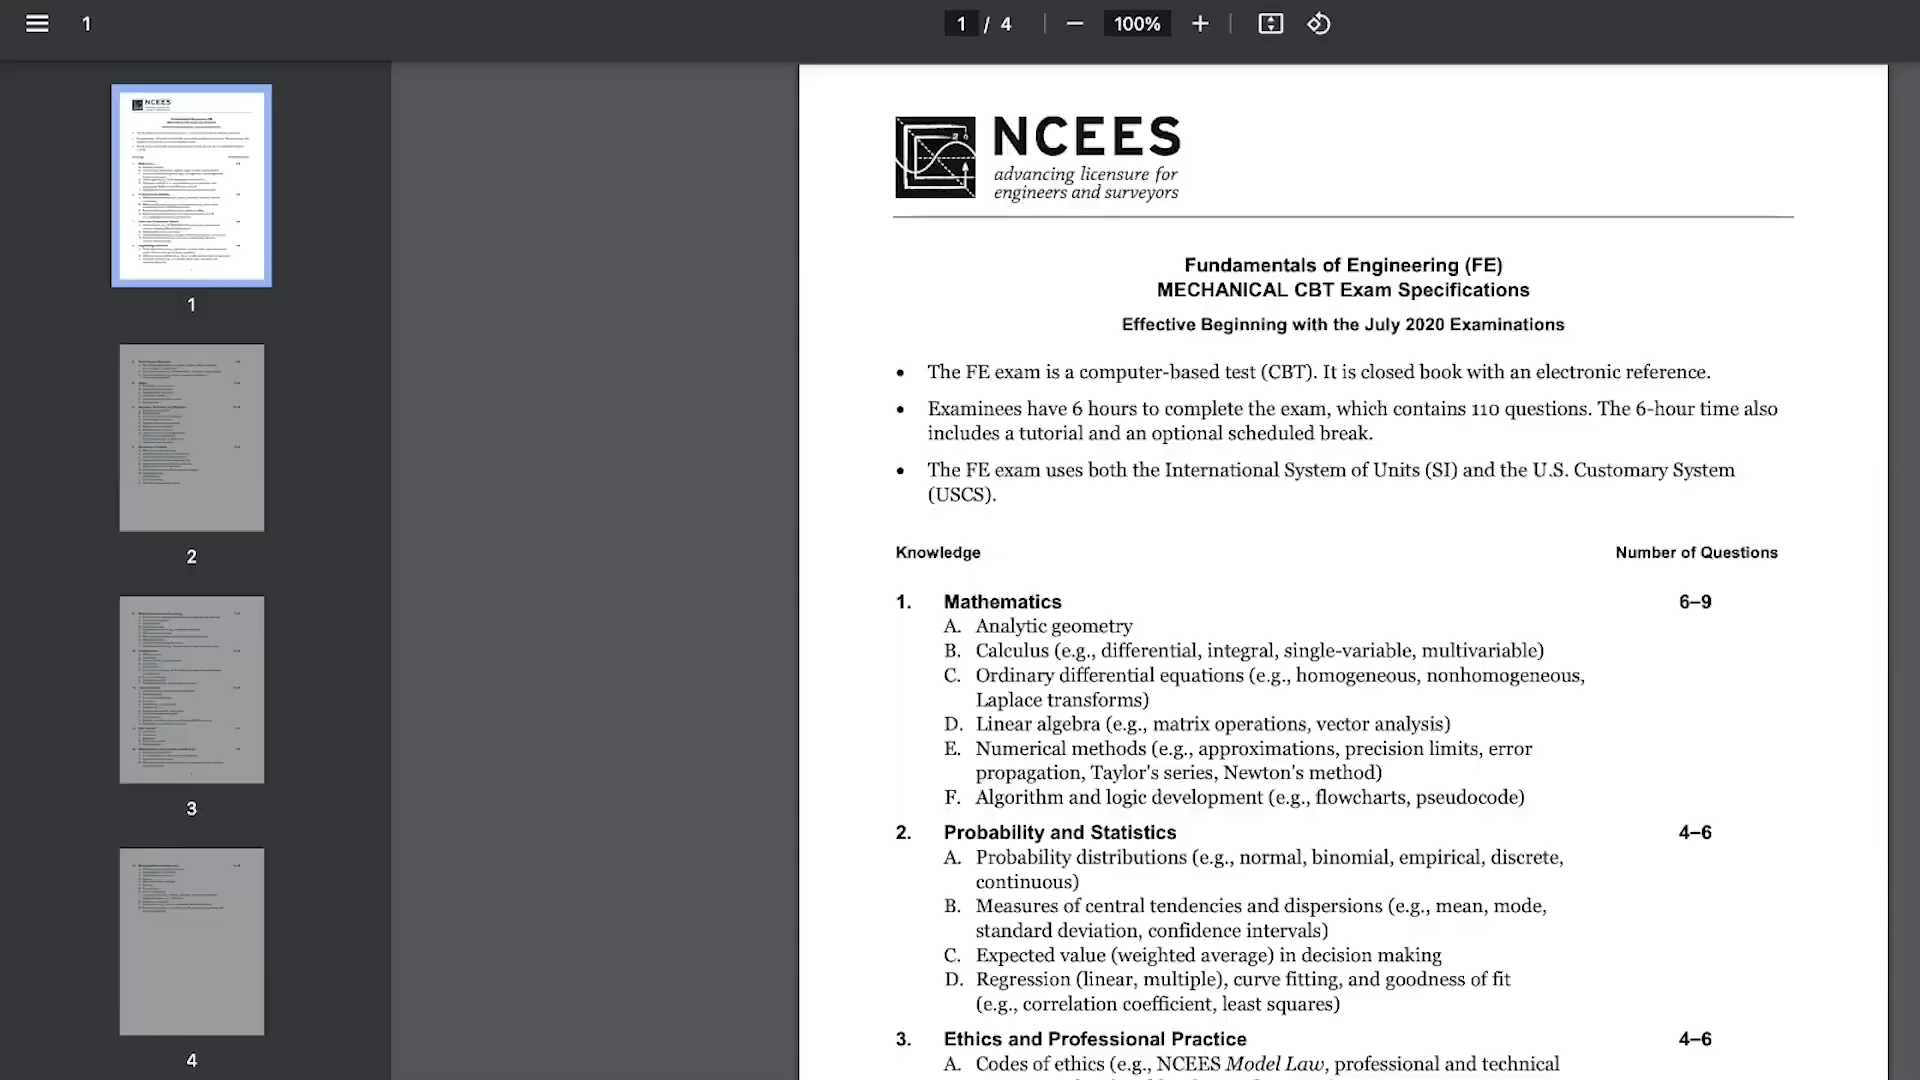 1
1 / 4
100%
NCEES
1
2
3
4
NCEES
advancing licensure for
engineers and surveyors
Fundamentals of Engineering (FE)
MECHANICAL CBT Exam Specifications
Effective Beginning with the July 2020 Examinations
• The FE exam is a computer-based test (CBT). It is closed book with an electronic reference.
• Examinees have 6 hours to complete the exam, which contains 110 questions. The 6-hour time also
includes a tutorial and an optional scheduled break.
• The FE exam uses both the International System of Units (SI) and the U.S. Customary System
(USCS).
Knowledge Number of Questions
1. Mathematics 6–9
A. Analytic geometry
B. Calculus (e.g., differential, integral, single-variable, multivariable)
C. Ordinary differential equations (e.g., homogeneous, nonhomogeneous,
Laplace transforms)
D. Linear algebra (e.g., matrix operations, vector analysis)
E. Numerical methods (e.g., approximations, precision limits, error
propagation, Taylor's series, Newton's method)
F. Algorithm and logic development (e.g., flowcharts, pseudocode)
2. Probability and Statistics 4–6
A. Probability distributions (e.g., normal, binomial, empirical, discrete,
continuous)
B. Measures of central tendencies and dispersions (e.g., mean, mode,
standard deviation, confidence intervals)
C. Expected value (weighted average) in decision making
D. Regression (linear, multiple), curve fitting, and goodness of fit
(e.g., correlation coefficient, least squares)
3. Ethics and Professional Practice 4–6
A. Codes of ethics (e.g., NCEES Model Law, professional and technical